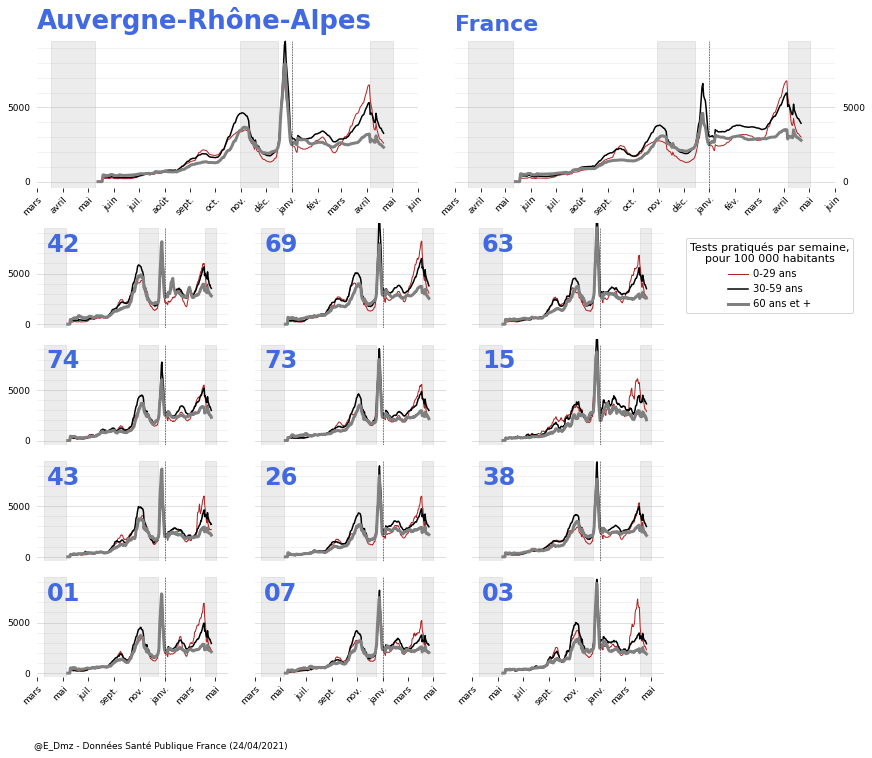 Auvergne-Rhône-Alpes France
5000 5000
0 0
mars avril mai juin juil. août sept. oct. nov. déc. janv. fév. mars avril mai juin
mars avril mai juin juil. août sept. oct. nov. déc. janv. fév. mars avril mai juin
42 69 63
5000
0
Tests pratiqués par semaine,
pour 100 000 habitants
0-29 ans
30-59 ans
60 ans et +
74 73 15
5000
0
43 26 38
5000
0
01 07 03
5000
0
mars mai juil. sept. nov. janv. mars mai
mars mai juil. sept. nov. janv. mars mai
mars mai juil. sept. nov. janv. mars mai
@E_Dmz - Données Santé Publique France (24/04/2021)